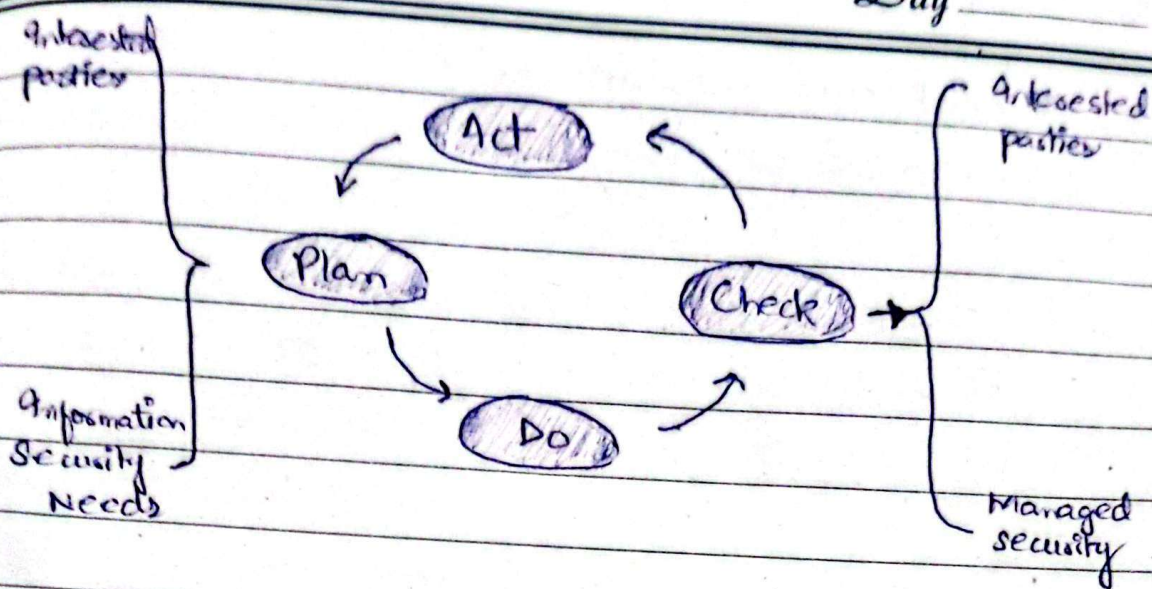 Day
Interested
parties
Interested
parties
Act
Plan
Check
Do
Information
Security
Needs
Managed
security